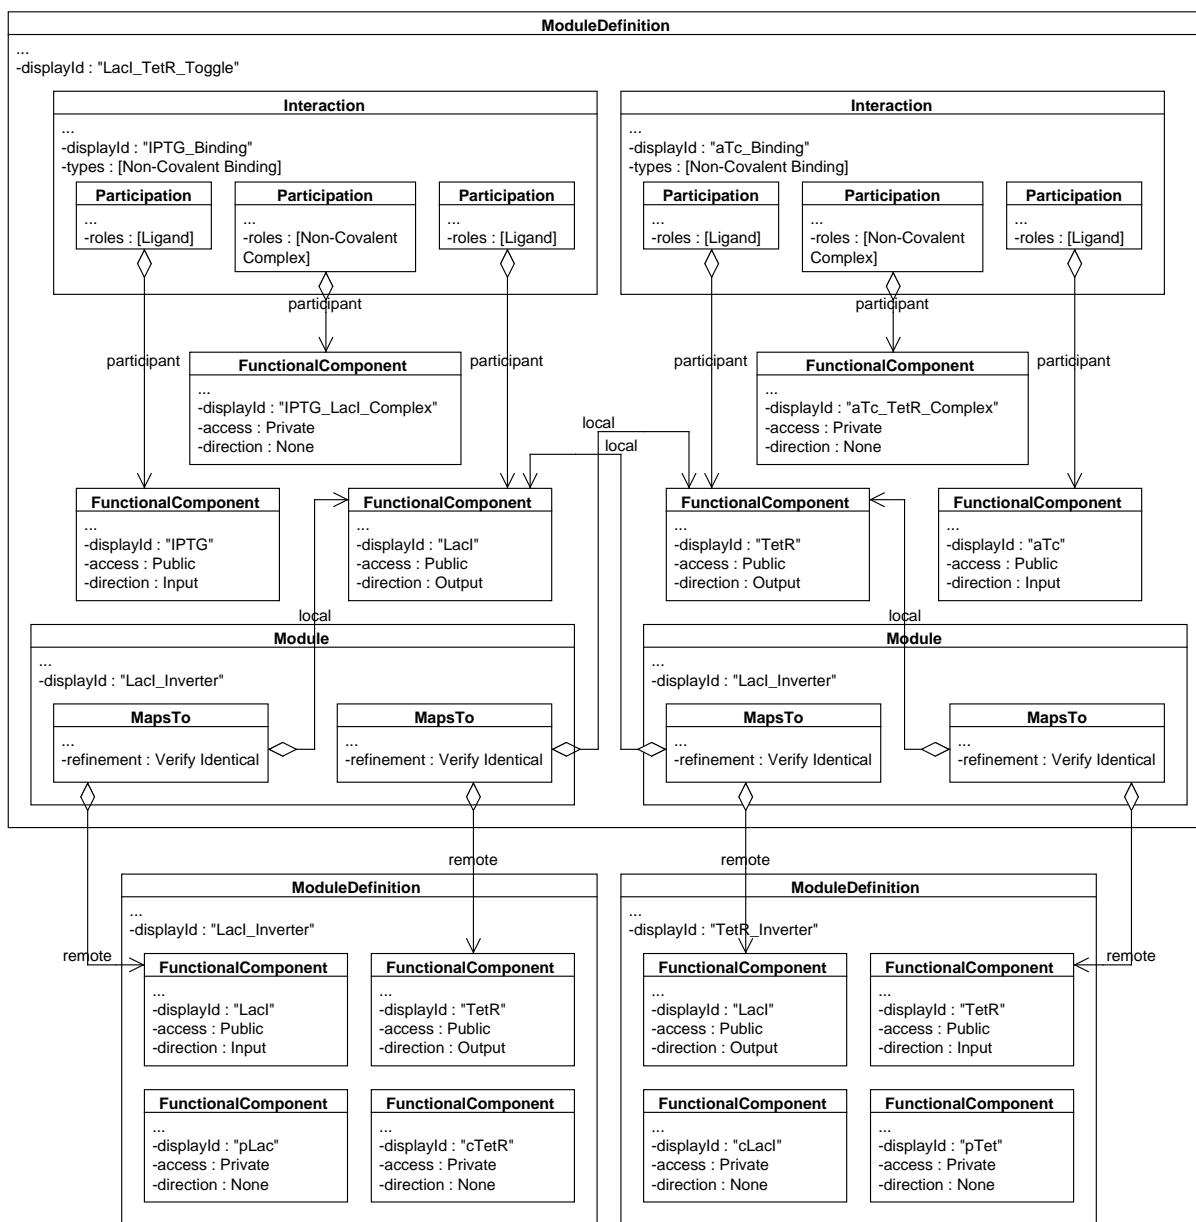 ModuleDefinition
...
-displayId : "LacI_TetR_Toggle"
Interaction
...
-displayId : "IPTG_Binding"
-types : [Non-Covalent Binding]
Participation
...
-roles : [Ligand]
Participation
...
-roles : [Non-Covalent
Complex]
Participation
...
-roles : [Ligand]
Interaction
...
-displayId : "aTc_Binding"
-types : [Non-Covalent Binding]
Participation
...
-roles : [Ligand]
Participation
...
-roles : [Non-Covalent
Complex]
Participation
...
-roles : [Ligand]
participant
participant
participant
participant
participant
participant
FunctionalComponent
...
-displayId : "IPTG_LacI_Complex"
-access : Private
-direction : None
FunctionalComponent
...
-displayId : "aTc_TetR_Complex"
-access : Private
-direction : None
local
local
FunctionalComponent
...
-displayId : "IPTG"
-access : Public
-direction : Input
FunctionalComponent
...
-displayId : "LacI"
-access : Public
-direction : Output
FunctionalComponent
...
-displayId : "TetR"
-access : Public
-direction : Output
FunctionalComponent
...
-displayId : "aTc"
-access : Public
-direction : Input
local
local
Module
...
-displayId : "LacI_Inverter"
MapsTo
...
-refinement : Verify Identical
MapsTo
...
-refinement : Verify Identical
Module
...
-displayId : "LacI_Inverter"
MapsTo
...
-refinement : Verify Identical
MapsTo
...
-refinement : Verify Identical
remote
remote
remote
remote
ModuleDefinition
...
-displayId : "LacI_Inverter"
FunctionalComponent
...
-displayId : "LacI"
-access : Public
-direction : Input
FunctionalComponent
...
-displayId : "TetR"
-access : Public
-direction : Output
FunctionalComponent
...
-displayId : "pLac"
-access : Private
-direction : None
FunctionalComponent
...
-displayId : "cTetR"
-access : Private
-direction : None
ModuleDefinition
...
-displayId : "TetR_Inverter"
FunctionalComponent
...
-displayId : "LacI"
-access : Public
-direction : Output
FunctionalComponent
...
-displayId : "TetR"
-access : Public
-direction : Input
FunctionalComponent
...
-displayId : "cLacI"
-access : Private
-direction : None
FunctionalComponent
...
-displayId : "pTet"
-access : Private
-direction : None